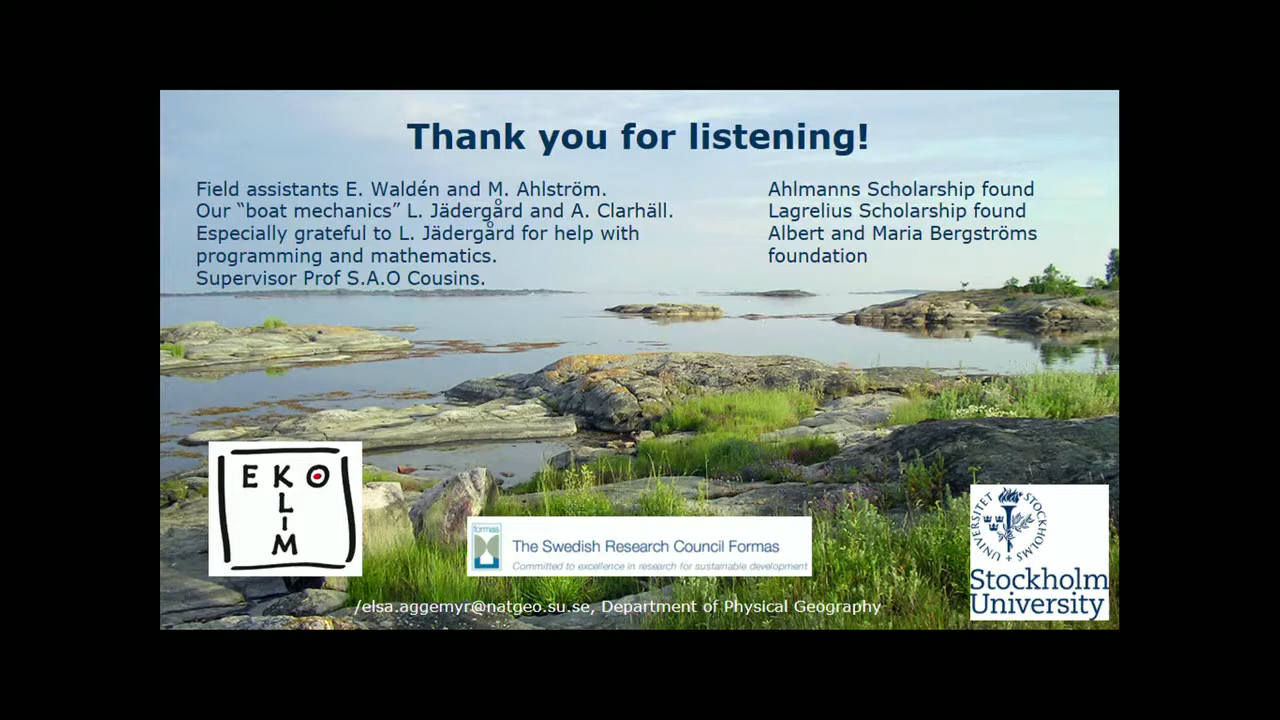 Thank you for listening!
Field assistants E. Waldén and M. Ahlström.
Our “boat mechanics” L. Jädergård and A. Clarhäll.
Especially grateful to L. Jädergård for help with
programming and mathematics.
Supervisor Prof S.A.O Cousins.
Ahlmanns Scholarship found
Lagrelius Scholarship found
Albert and Maria Bergströms
foundation
EKO
KLIM
formas
The Swedish Research Council Formas
Committed to excellence in research for sustainable development
STOCKHOLMS UNIVERSITET
Stockholm
University
/elsa.aggemyr@natgeo.su.se, Department of Physical Geography